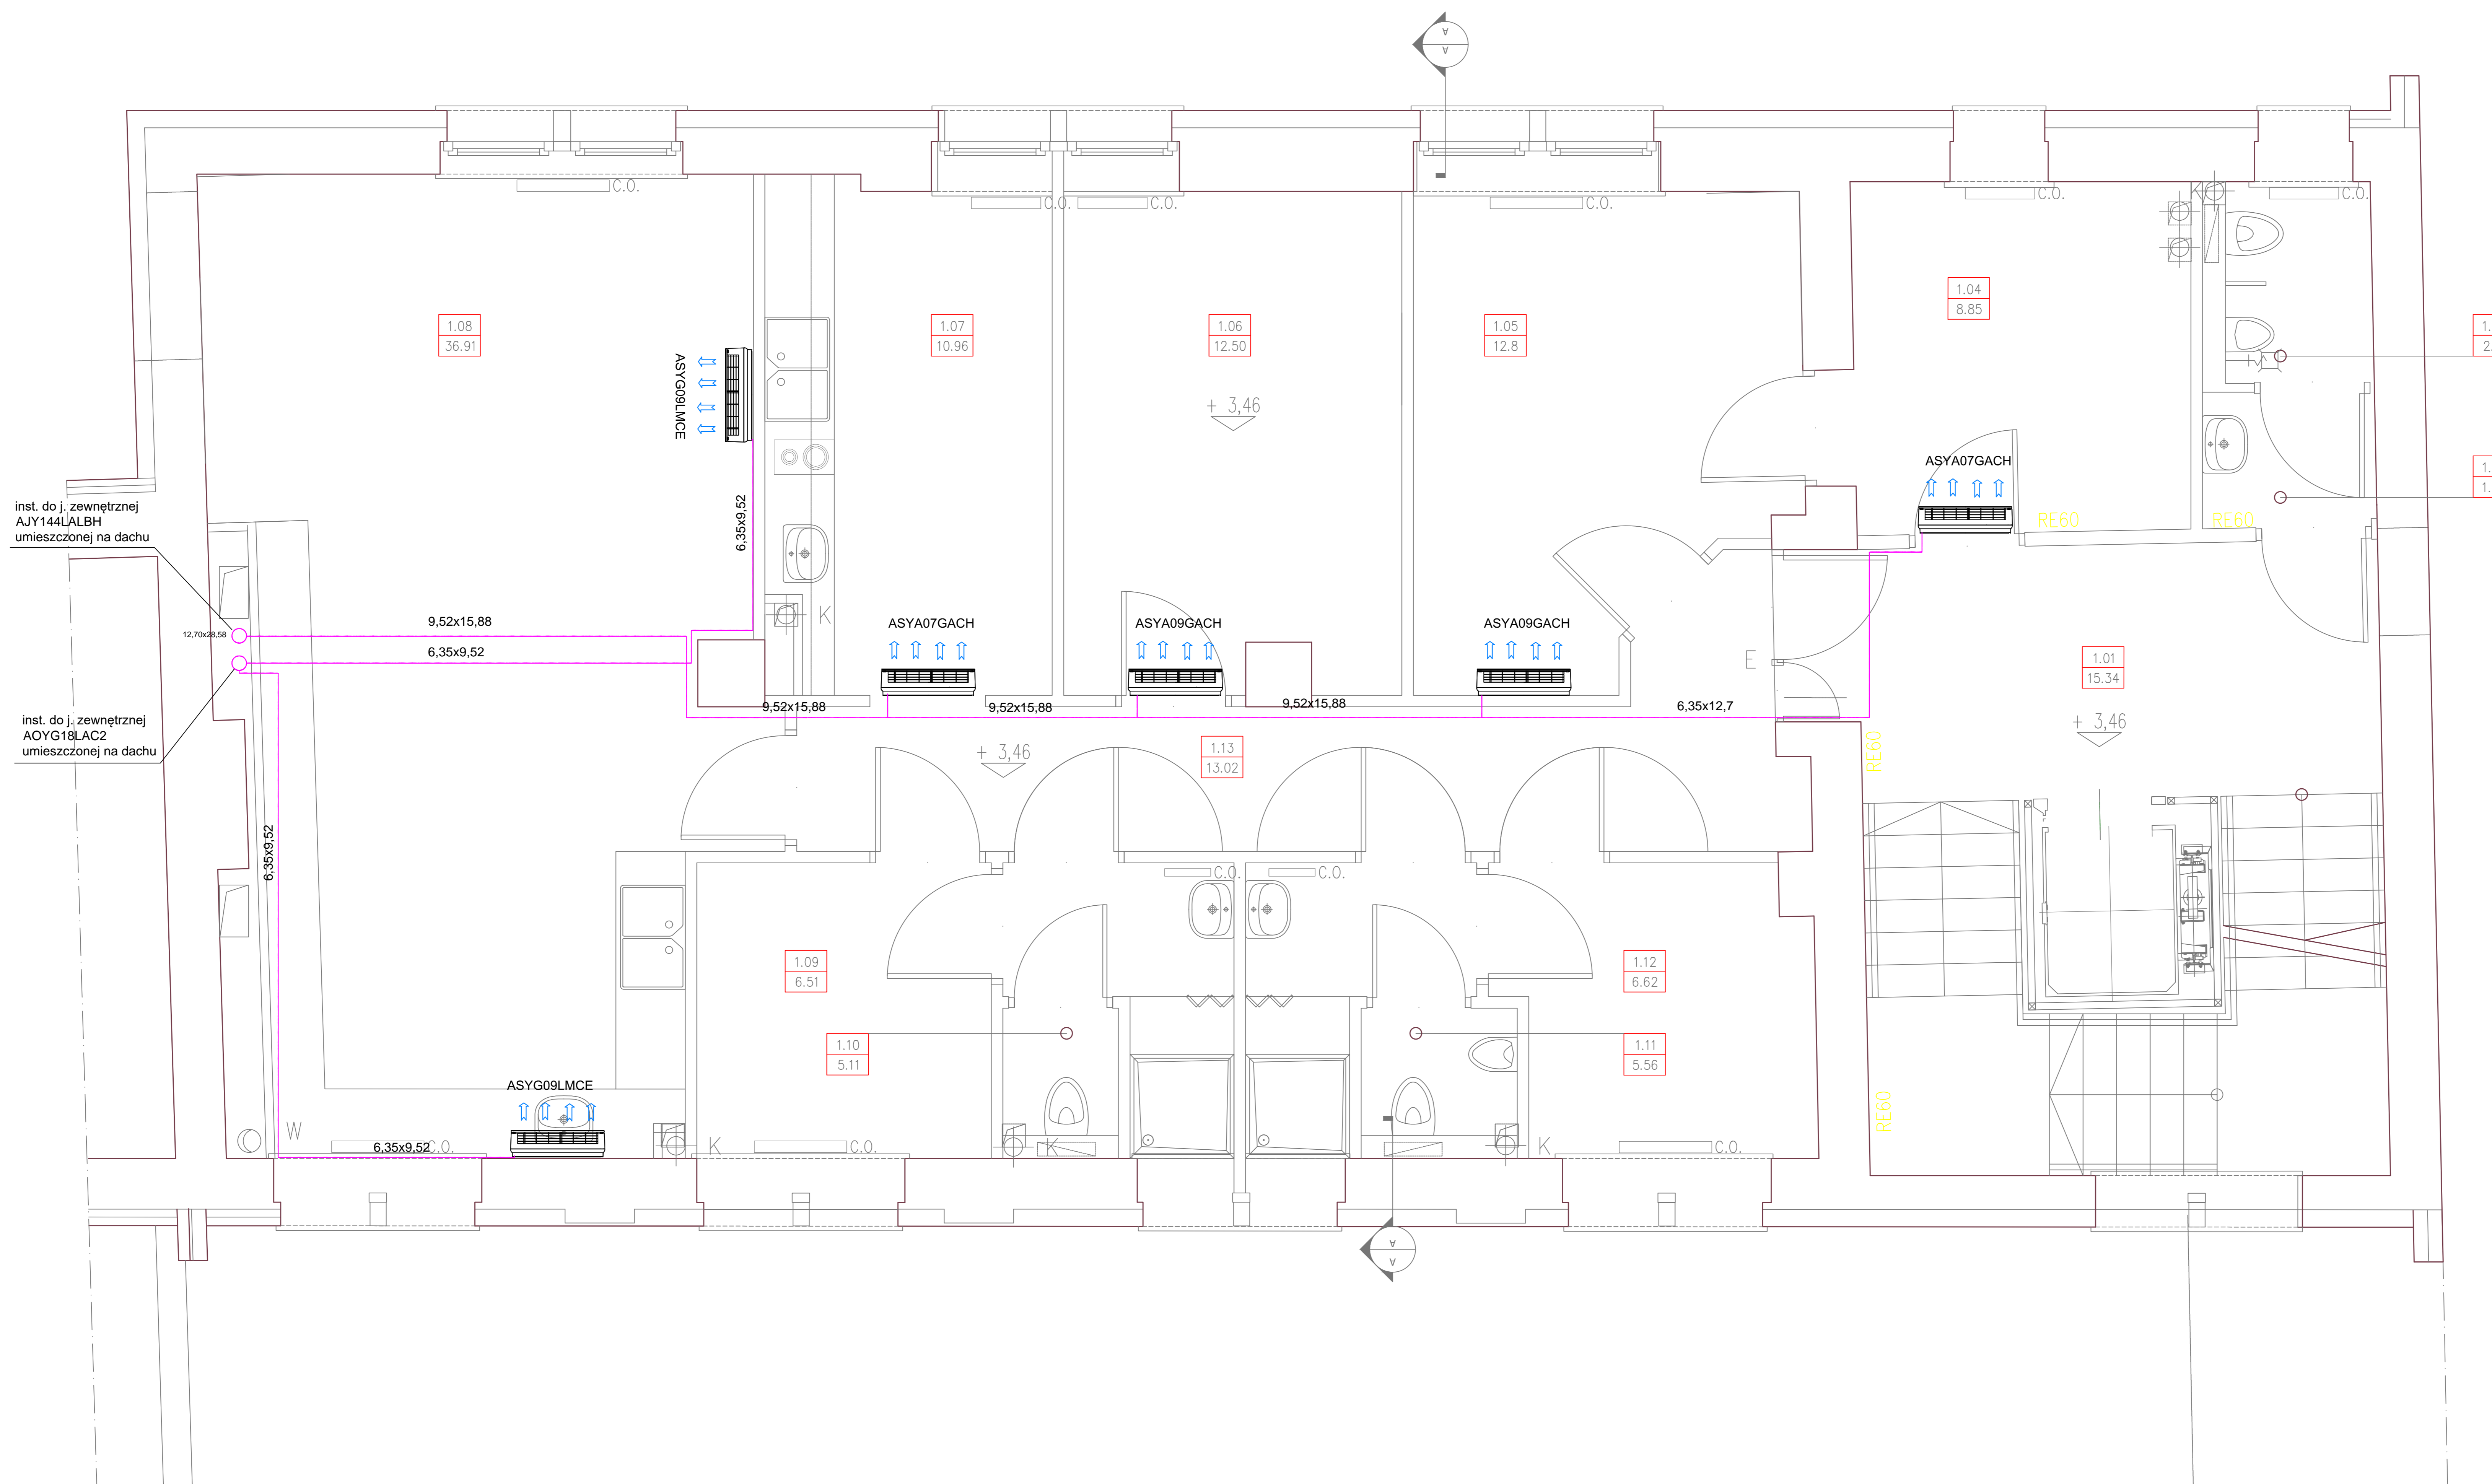 A
A
C.O.
C.O.
C.O.
C.O.
C.O.
K
C.O.
1.08
36.91
1.07
10.96
1.06
12.50
1.05
12.8
1.04
8.85
1.
2.
ASYG09LMCE
+ 3,46
ASYA07GACH
1.
1.
RE60
RE60
inst. do j. zewnętrznej
AJY144LALBH
umieszczonej na dachu
6,35x9,52
12,70x28,58
9,52x15,88
K
ASYA07GACH
ASYA09GACH
ASYA09GACH
6,35x9,52
E
1.01
15.34
9,52x15,88
9,52x15,88
9,52x15,88
6,35x12,7
inst. do j. zewnętrznej
AOYG18LAC2
umieszczonej na dachu
+ 3,46
+ 3,46
1.13
13.02
RE60
6,35x9,52
C.O.
C.O.
1.09
6.51
1.12
6.62
1.10
5.11
1.11
5.56
ASYG09LMCE
RE60
W
6,35x9,52
C.O.
K
C.O.
K
K
C.O.
A
A